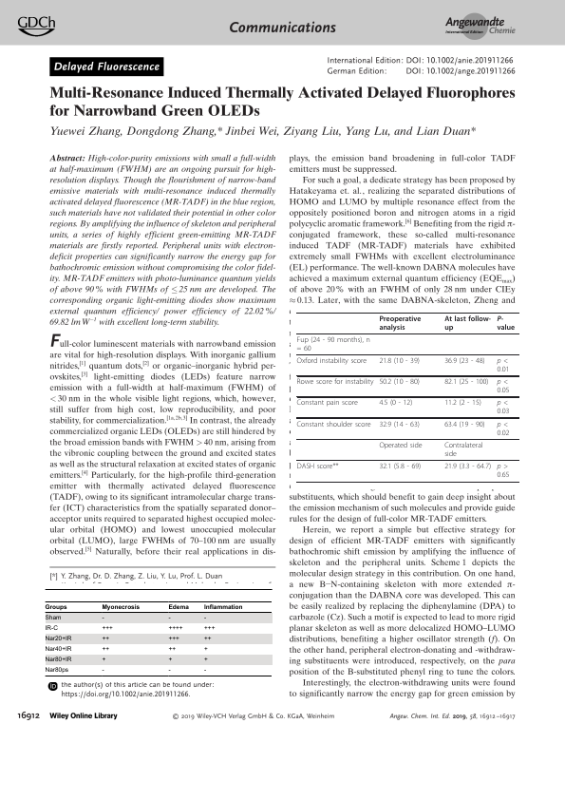 GDCh
Communications
Angewandte
International Edition
Chemie
Delayed Fluorescence
International Edition: DOI: 10.1002/anie.201911266
German Edition: DOI: 10.1002/ange.201911266
Multi-Resonance Induced Thermally Activated Delayed Fluorophores
for Narrowband Green OLEDs
Yuewei Zhang, Dongdong Zhang,* Jinbei Wei, Ziyang Liu, Yang Lu, and Lian Duan*
Abstract: High-color-purity emissions with small a full-width
at half-maximum (FWHM) are an ongoing pursuit for high-
resolution displays. Though the flourishment of narrow-band
emissive materials with multi-resonance induced thermally
activated delayed fluorescence (MR-TADF) in the blue region,
such materials have not validated their potential in other color
regions. By amplifying the influence of skeleton and peripheral
units, a series of highly efficient green-emitting MR-TADF
materials are firstly reported. Peripheral units with electron-
deficit properties can significantly narrow the energy gap for
bathochromic emission without compromising the color fidel-
ity. MR-TADF emitters with photo-luminance quantum yields
of above 90 % with FWHMs of ≤ 25 nm are developed. The
corresponding organic light-emitting diodes show maximum
external quantum efficiency/ power efficiency of 22.02 %/
69.82 lm W⁻¹ with excellent long-term stability.
Full-color luminescent materials with narrowband emission
are vital for high-resolution displays. With inorganic gallium
nitrides,[1] quantum dots,[2] or organic–inorganic hybrid per-
ovskites,[3] light-emitting diodes (LEDs) feature narrow
emission with a full-width at half-maximum (FWHM) of
< 30 nm in the whole visible light regions, which, however,
still suffer from high cost, low reproducibility, and poor
stability, for commercialization.[1a,2b,3] In contrast, the already
commercialized organic LEDs (OLEDs) are still hindered by
the broad emission bands with FWHM > 40 nm, arising from
the vibronic coupling between the ground and excited states
as well as the structural relaxation at excited states of organic
emitters.[4] Particularly, for the high-profile third-generation
emitter with thermally activated delayed fluorescence
(TADF), owing to its significant intramolecular charge trans-
fer (ICT) characteristics from the spatially separated donor–
acceptor units required to separated highest occupied molec-
ular orbital (HOMO) and lowest unoccupied molecular
orbital (LUMO), large FWHMs of 70–100 nm are usually
observed.[5] Naturally, before their real applications in dis-
[*] Y. Zhang, Dr. D. Zhang, Z. Liu, Y. Lu, Prof. L. Duan
Groups Myonecrosis Edema Inflammation
Sham - - -
IR-C +++ ++++ +++
Nar20+IR ++ +++ ++
Nar40+IR ++ ++ +
Nar80+IR + + +
Nar80ps - - -
iD the author(s) of this article can be found under:
https://doi.org/10.1002/anie.201911266.
plays, the emission band broadening in full-color TADF
emitters must be suppressed.
For such a goal, a dedicate strategy has been proposed by
Hatakeyama et al., realizing the separated distributions of
HOMO and LUMO by multiple resonance effect from the
oppositely positioned boron and nitrogen atoms in a rigid
polycyclic aromatic framework.[6] Benefiting from the rigid π-
conjugated framework, these so-called multi-resonance
induced TADF (MR-TADF) materials have exhibited
extremely small FWHMs with excellent electroluminance
(EL) performance. The well-known DABNA molecules have
achieved a maximum external quantum efficiency (EQEmax)
of above 20 % with an FWHM of only 28 nm under CIEy
≈ 0.13. Later, with the same DABNA-skeleton, Zheng and
Preoperative analysis At last follow-up P-value
Fup (24 - 90 months), n = 60
Oxford instability score 21.8 (10 - 39) 36.9 (23 - 48) p < 0.01
Rowe score for instability 50.2 (10 - 80) 82.1 (25 - 100) p < 0.05
Constant pain score 4.5 (0 - 12) 11.2 (2 - 15) p < 0.03
Constant shoulder score 32.9 (14 - 63) 63.4 (19 - 90) p < 0.02
Operated side Contralateral side
DASH score** 32.1 (5.8 - 69) 21.9 (3.3 - 64.7) p > 0.65
substituents, which should benefit to gain deep insight about
the emission mechanism of such molecules and provide guide
rules for the design of full-color MR-TADF emitters.
Herein, we report a simple but effective strategy for
design of efficient MR-TADF emitters with significantly
bathochromic shift emission by amplifying the influence of
skeleton and the peripheral units. Scheme 1 depicts the
molecular design strategy in this contribution. On one hand,
a new B–N-containing skeleton with more extended π-
conjugation than the DABNA core was developed. This can
be easily realized by replacing the diphenylamine (DPA) to
carbazole (Cz). Such a motif is expected to lead to more rigid
planar skeleton as well as more delocalized HOMO–LUMO
distributions, benefiting a higher oscillator strength (f). On
the other hand, peripheral electron-donating and -withdraw-
ing substituents were introduced, respectively, on the para
position of the B-substituted phenyl ring to tune the colors.
Interestingly, the electron-withdrawing units were found
to significantly narrow the energy gap for green emission by
16912 Wiley Online Library
© 2019 Wiley-VCH Verlag GmbH & Co. KGaA, Weinheim
Angew. Chem. Int. Ed. 2019, 58, 16912–16917